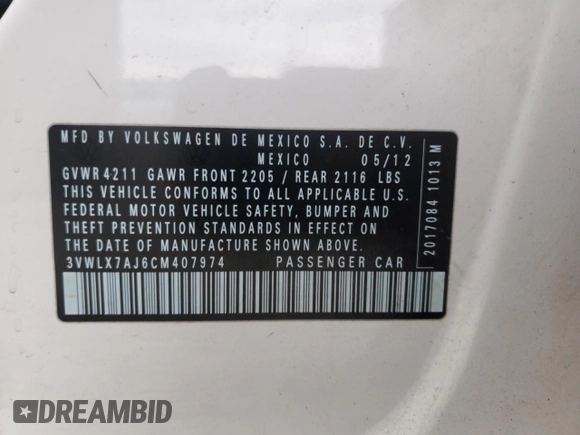 MFD BY VOLKSWAGEN DE MEXICO S.A. DE C.V.
MEXICO 05/12
GVWR 4211 GAWR FRONT 2205 / REAR 2116 LBS
THIS VEHICLE CONFORMS TO ALL APPLICABLE U.S.
FEDERAL MOTOR VEHICLE SAFETY, BUMPER AND
THEFT PREVENTION STANDARDS IN EFFECT ON
THE DATE OF MANUFACTURE SHOWN ABOVE.
3VWLX7AJ6CM407974 PASSENGER CAR
2017084 1013 M
DREAMBID